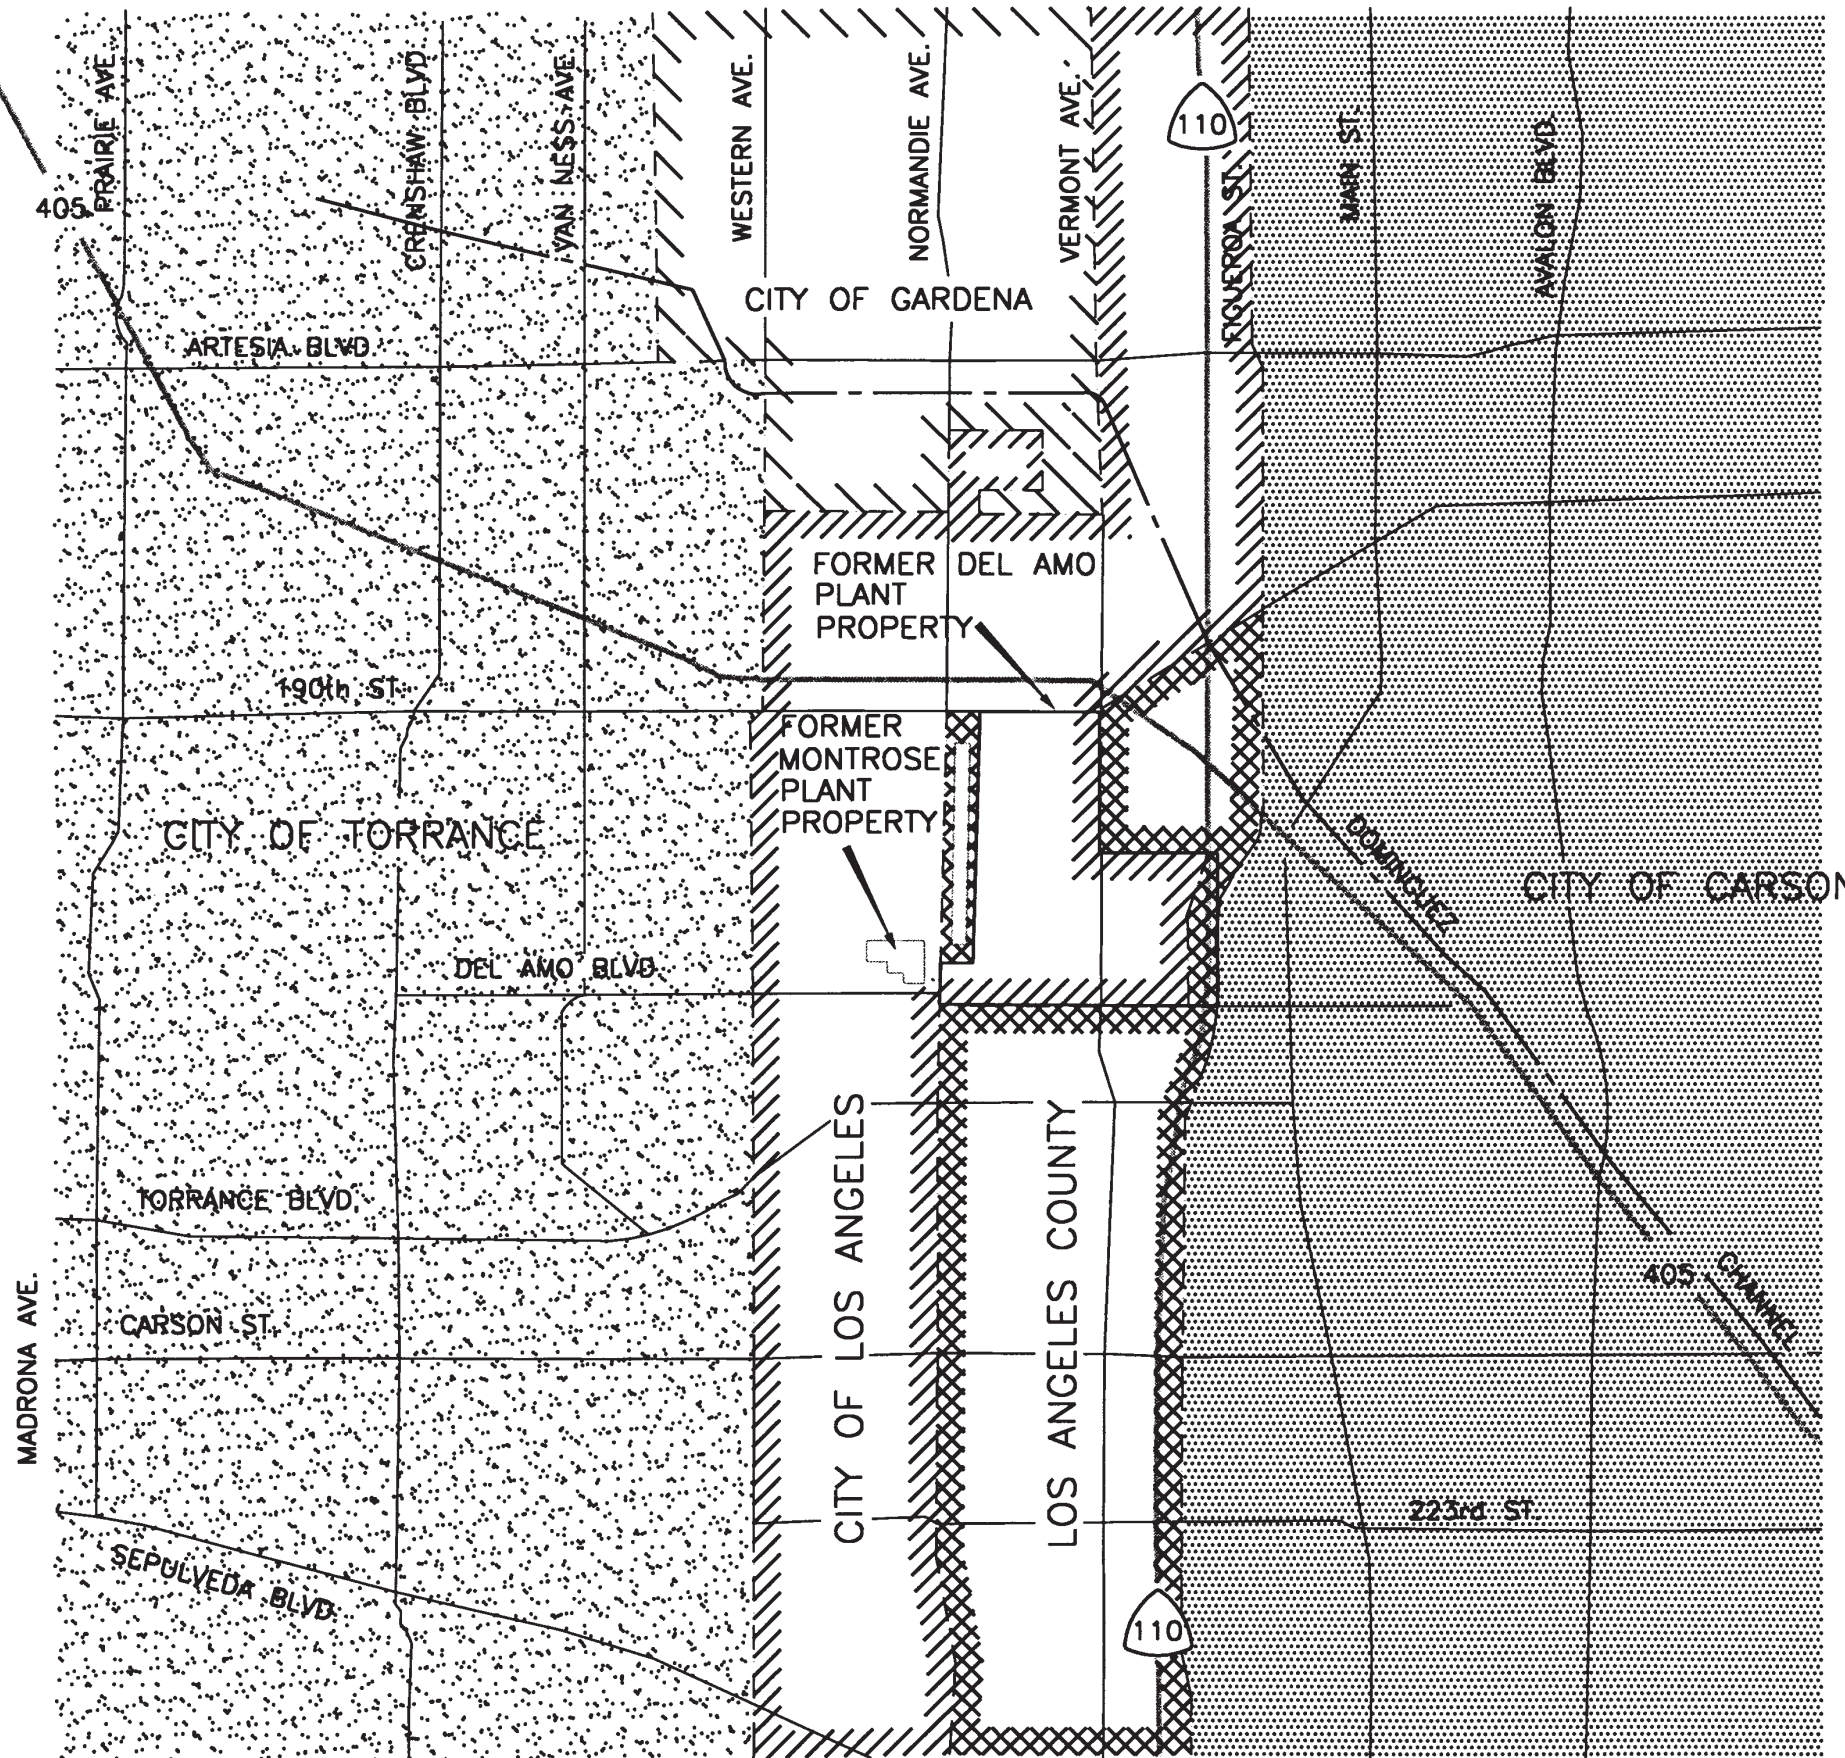 PRAIRIE AVE.
CRENSHAW BLVD.
VAN NESS AVE.
WESTERN AVE.
NORMANDIE AVE.
VERMONT AVE.
110
FIGUEROA ST.
MAIN ST.
AVALON BLVD.
405
CITY OF GARDENA
ARTESIA BLVD.
FORMER DEL AMO
PLANT
PROPERTY
190th ST.
FORMER
MONTROSE
PLANT
PROPERTY
CITY OF TORRANCE
DOMINGUEZ
CITY OF CARSON
DEL AMO BLVD.
CITY OF LOS ANGELES
LOS ANGELES COUNTY
TORRANCE BLVD.
405
CHANNEL
MADRONA AVE.
CARSON ST.
223rd ST.
SEPULVEDA BLVD.
110